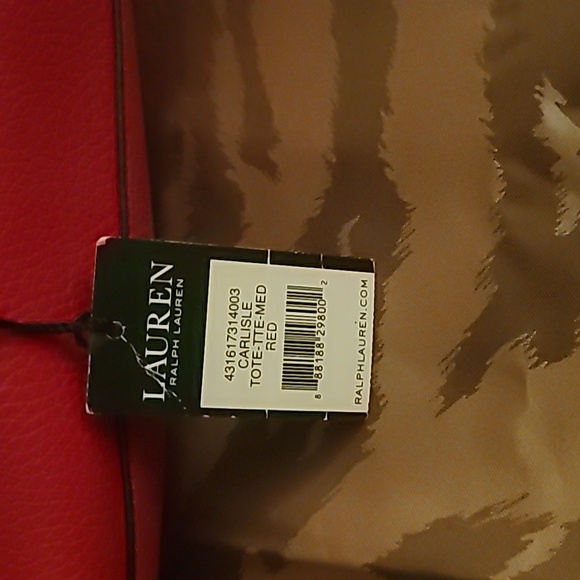 LAUREN
RALPH LAUREN
431617314003
CARLISLE
TOTE-TTE-MED
RED
8 88188 29800 2
RALPHLAUREN.COM